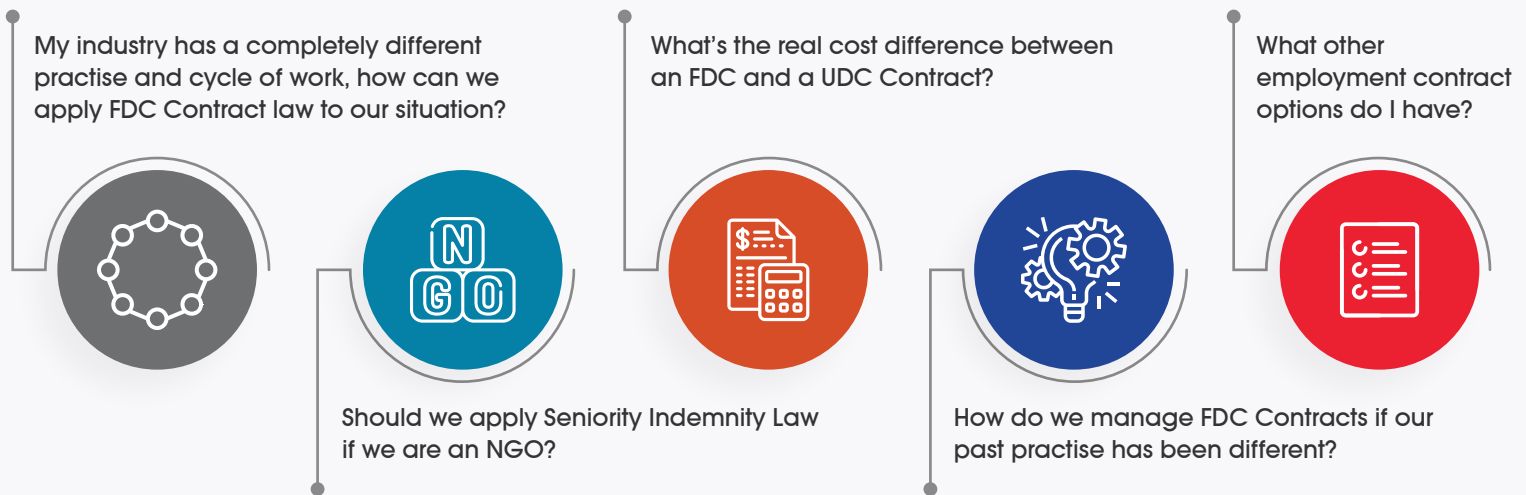 My industry has a completely different
practise and cycle of work, how can we
apply FDC Contract law to our situation?
N
GO
Should we apply Seniority Indemnity Law
if we are an NGO?
What's the real cost difference between
an FDC and a UDC Contract?
$
How do we manage FDC Contracts if our
past practise has been different?
What other
employment contract
options do I have?